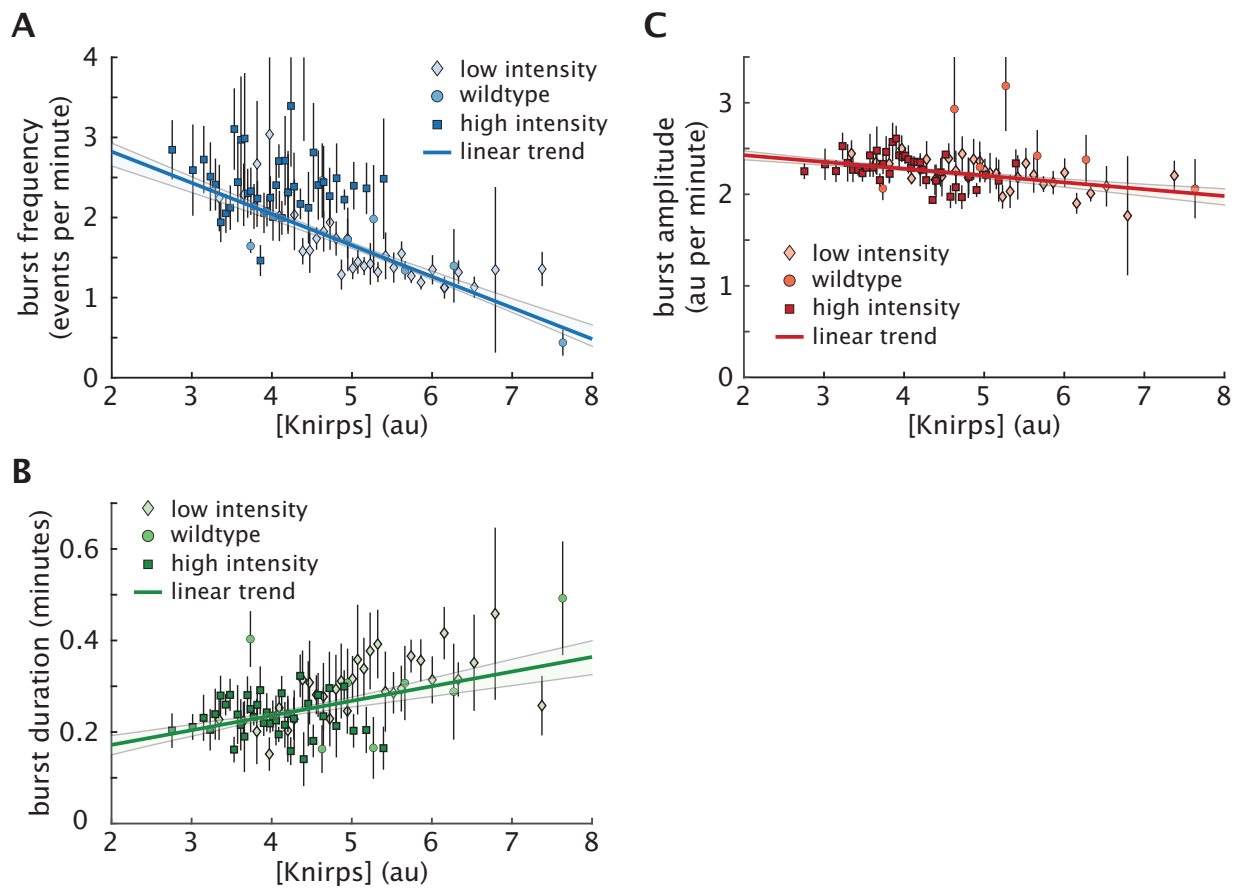 A
burst frequency
(events per minute)
4
3
2
1
0
low intensity
wildtype
high intensity
linear trend
2 3 4 5 6 7 8
[Knirps] (au)
C
burst amplitude
(au per minute)
3
2
1
0
low intensity
wildtype
high intensity
linear trend
2 3 4 5 6 7 8
[Knirps] (au)
B
burst duration (minutes)
0.6
0.4
0.2
0
low intensity
wildtype
high intensity
linear trend
2 3 4 5 6 7 8
[Knirps] (au)